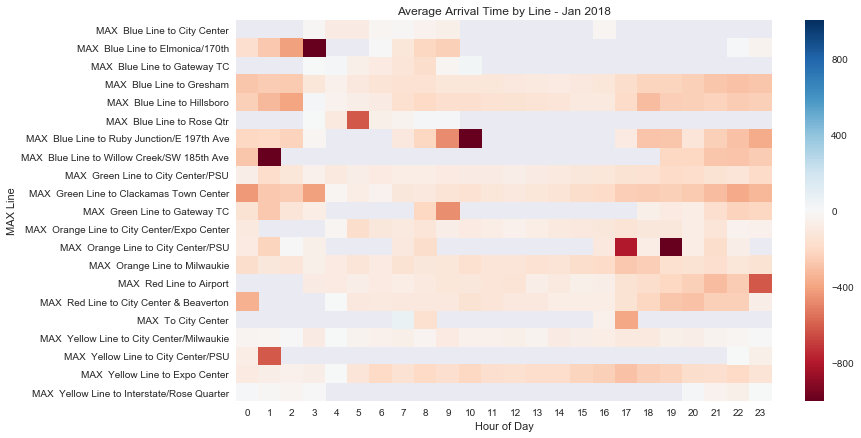 Average Arrival Time by Line - Jan 2018
MAX Line
MAX  Blue Line to City Center
MAX  Blue Line to Elmonica/170th
MAX  Blue Line to Gateway TC
MAX  Blue Line to Gresham
MAX  Blue Line to Hillsboro
MAX  Blue Line to Rose Qtr
MAX  Blue Line to Ruby Junction/E 197th Ave
MAX  Blue Line to Willow Creek/SW 185th Ave
MAX  Green Line to City Center/PSU
MAX  Green Line to Clackamas Town Center
MAX  Green Line to Gateway TC
MAX  Orange Line to City Center/Expo Center
MAX  Orange Line to City Center/PSU
MAX  Orange Line to Milwaukie
MAX  Red Line to Airport
MAX  Red Line to City Center & Beaverton
MAX  To City Center
MAX  Yellow Line to City Center/Milwaukie
MAX  Yellow Line to City Center/PSU
MAX  Yellow Line to Expo Center
MAX  Yellow Line to Interstate/Rose Quarter
0 1 2 3 4 5 6 7 8 9 10 11 12 13 14 15 16 17 18 19 20 21 22 23
Hour of Day
800
400
0
−400
−800